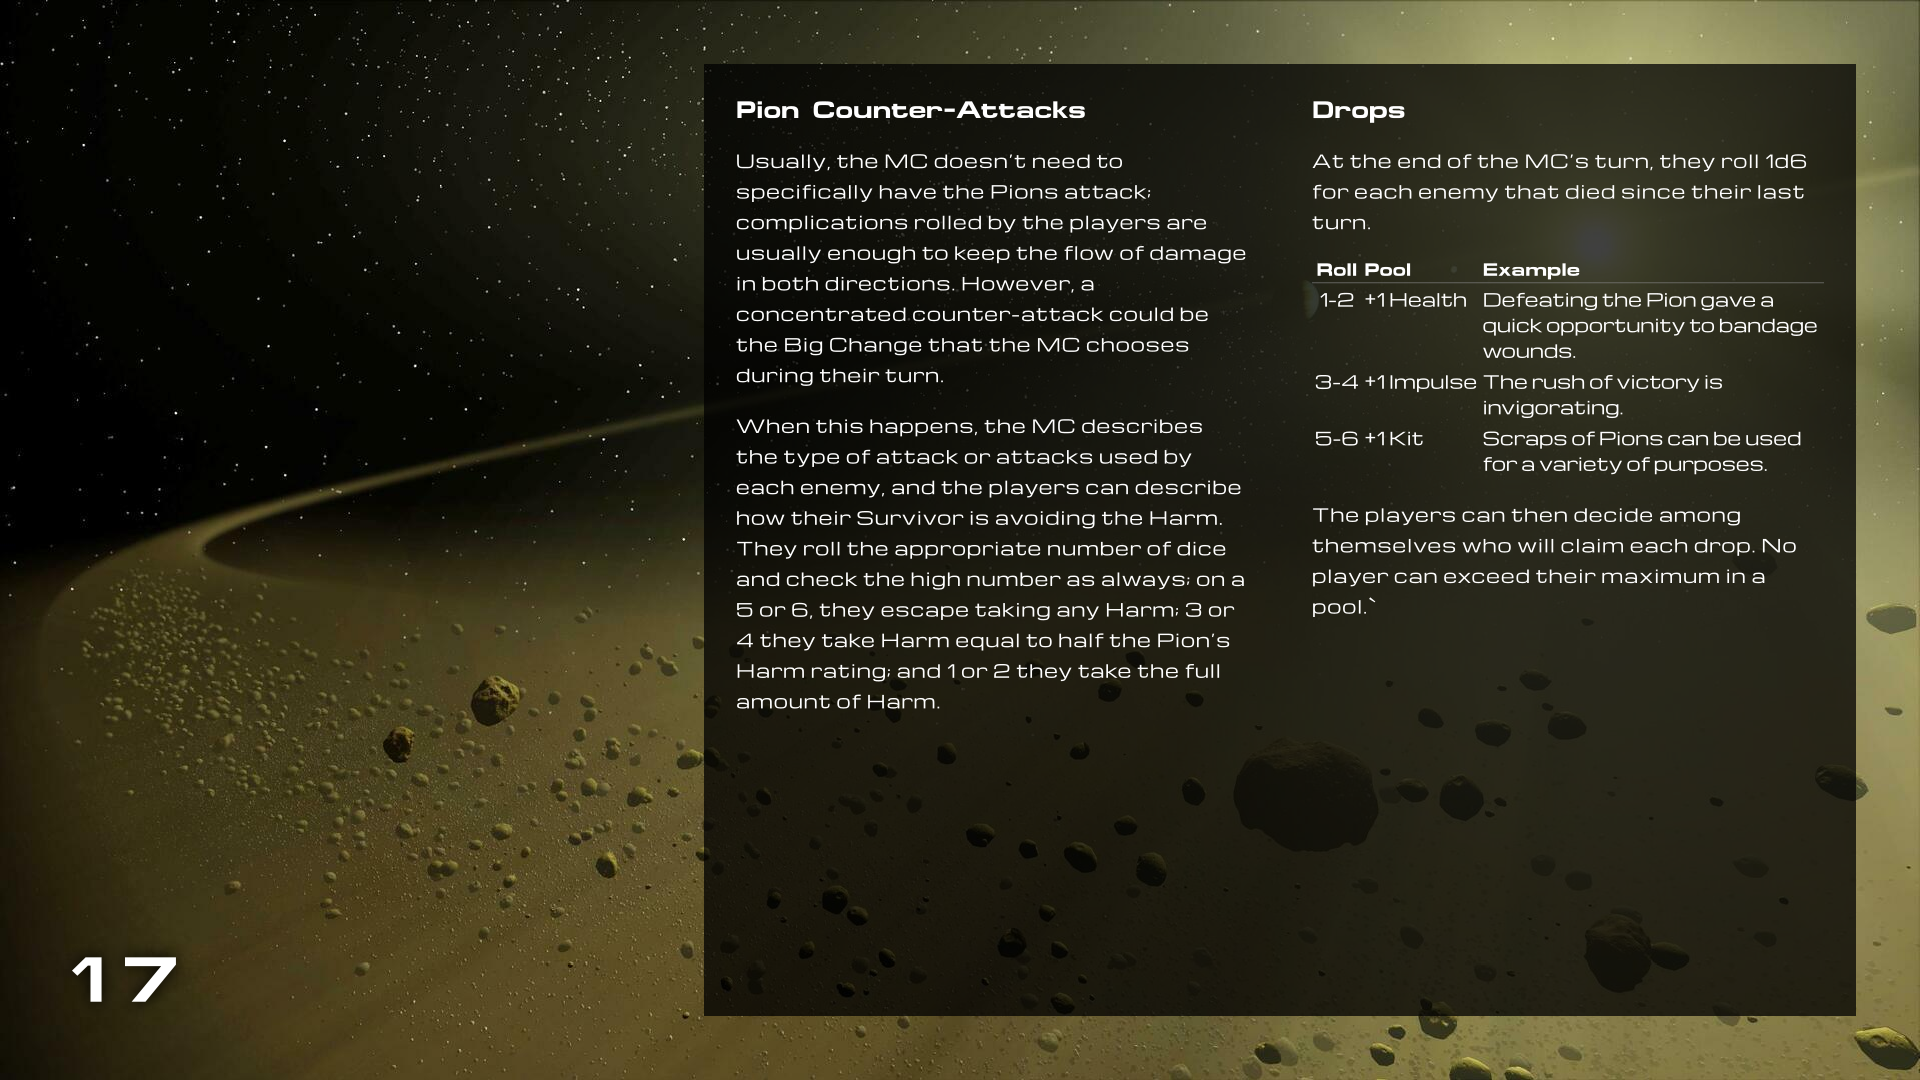 Pion Counter-Attacks
Usually, the MC doesn't need to
specifically have the Pions attack;
complications rolled by the players are
usually enough to keep the flow of damage
in both directions. However, a
concentrated counter-attack could be
the Big Change that the MC chooses
during their turn.
When this happens, the MC describes
the type of attack or attacks used by
each enemy, and the players can describe
how their Survivor is avoiding the Harm.
They roll the appropriate number of dice
and check the high number as always; on a
5 or 6, they escape taking any Harm; 3 or
4 they take Harm equal to half the Pion's
Harm rating; and 1 or 2 they take the full
amount of Harm.
Drops
At the end of the MC's turn, they roll 1d6
for each enemy that died since their last
turn.
Roll Pool Example
1-2 +1 Health Defeating the Pion gave a
quick opportunity to bandage
wounds.
3-4 +1 Impulse The rush of victory is
invigorating.
5-6 +1 Kit Scraps of Pions can be used
for a variety of purposes.
The players can then decide among
themselves who will claim each drop. No
player can exceed their maximum in a
pool.`
17